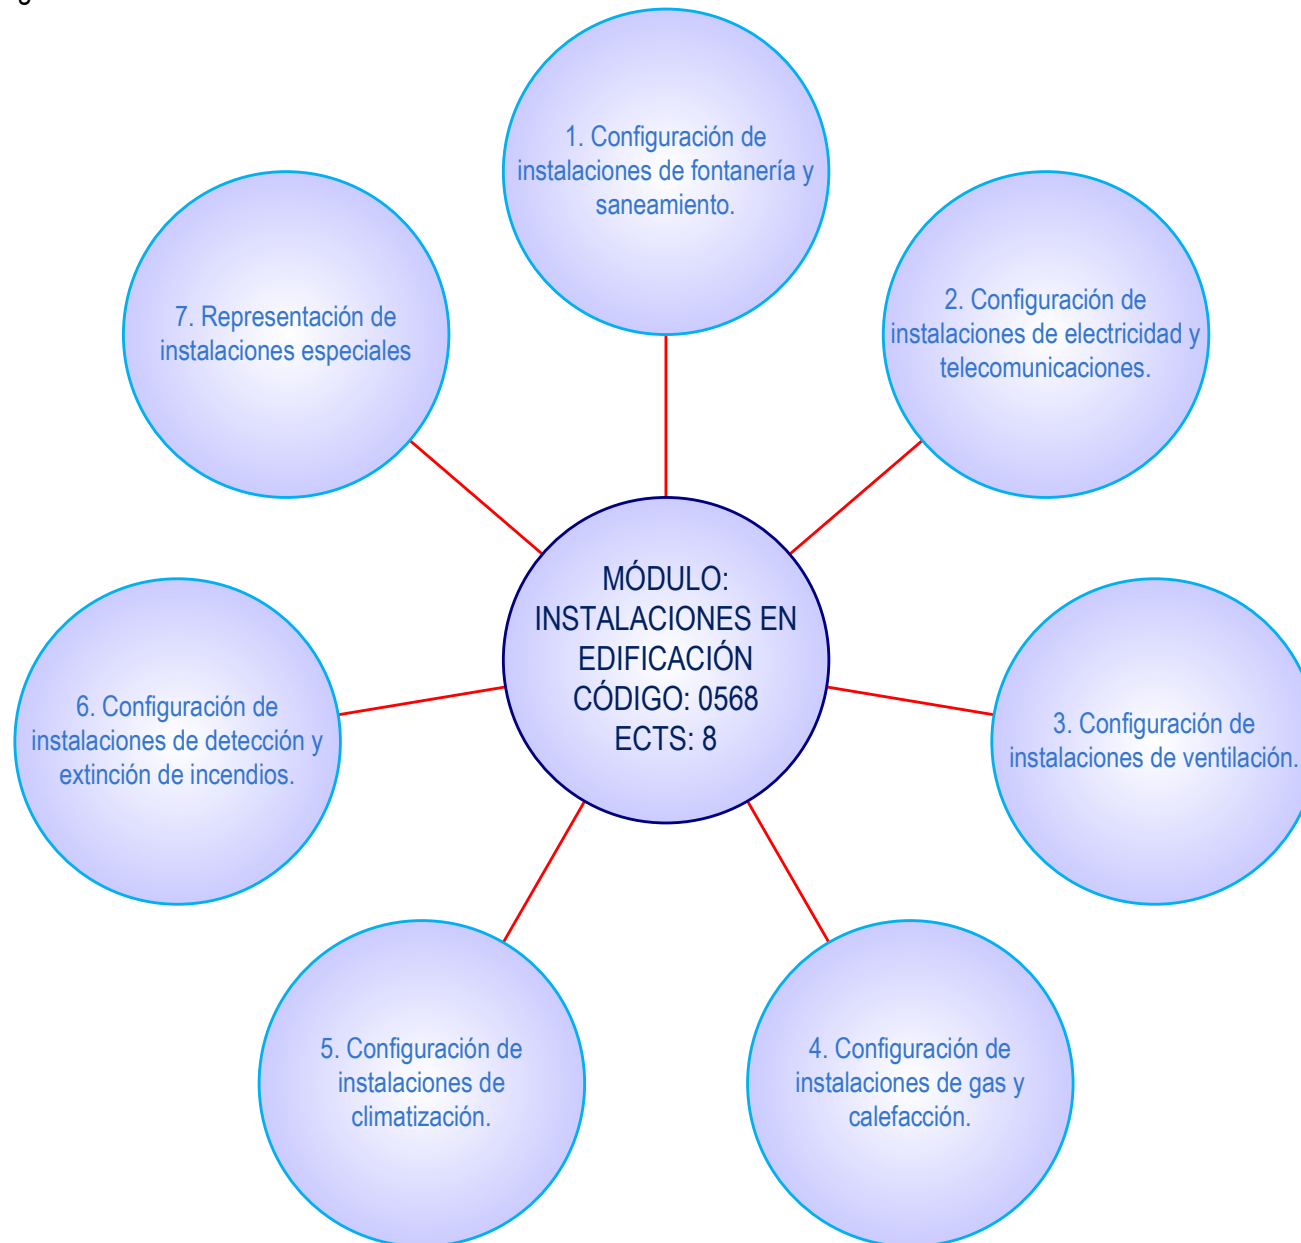 1. Configuración de
instalaciones de fontanería y
saneamiento.
2. Configuración de
instalaciones de electricidad y
telecomunicaciones.
3. Configuración de
instalaciones de ventilación.
4. Configuración de
instalaciones de gas y
calefacción.
5. Configuración de
instalaciones de
climatización.
6. Configuración de
instalaciones de detección y
extinción de incendios.
7. Representación de
instalaciones especiales
MÓDULO:
INSTALACIONES EN
EDIFICACIÓN
CÓDIGO: 0568
ECTS: 8